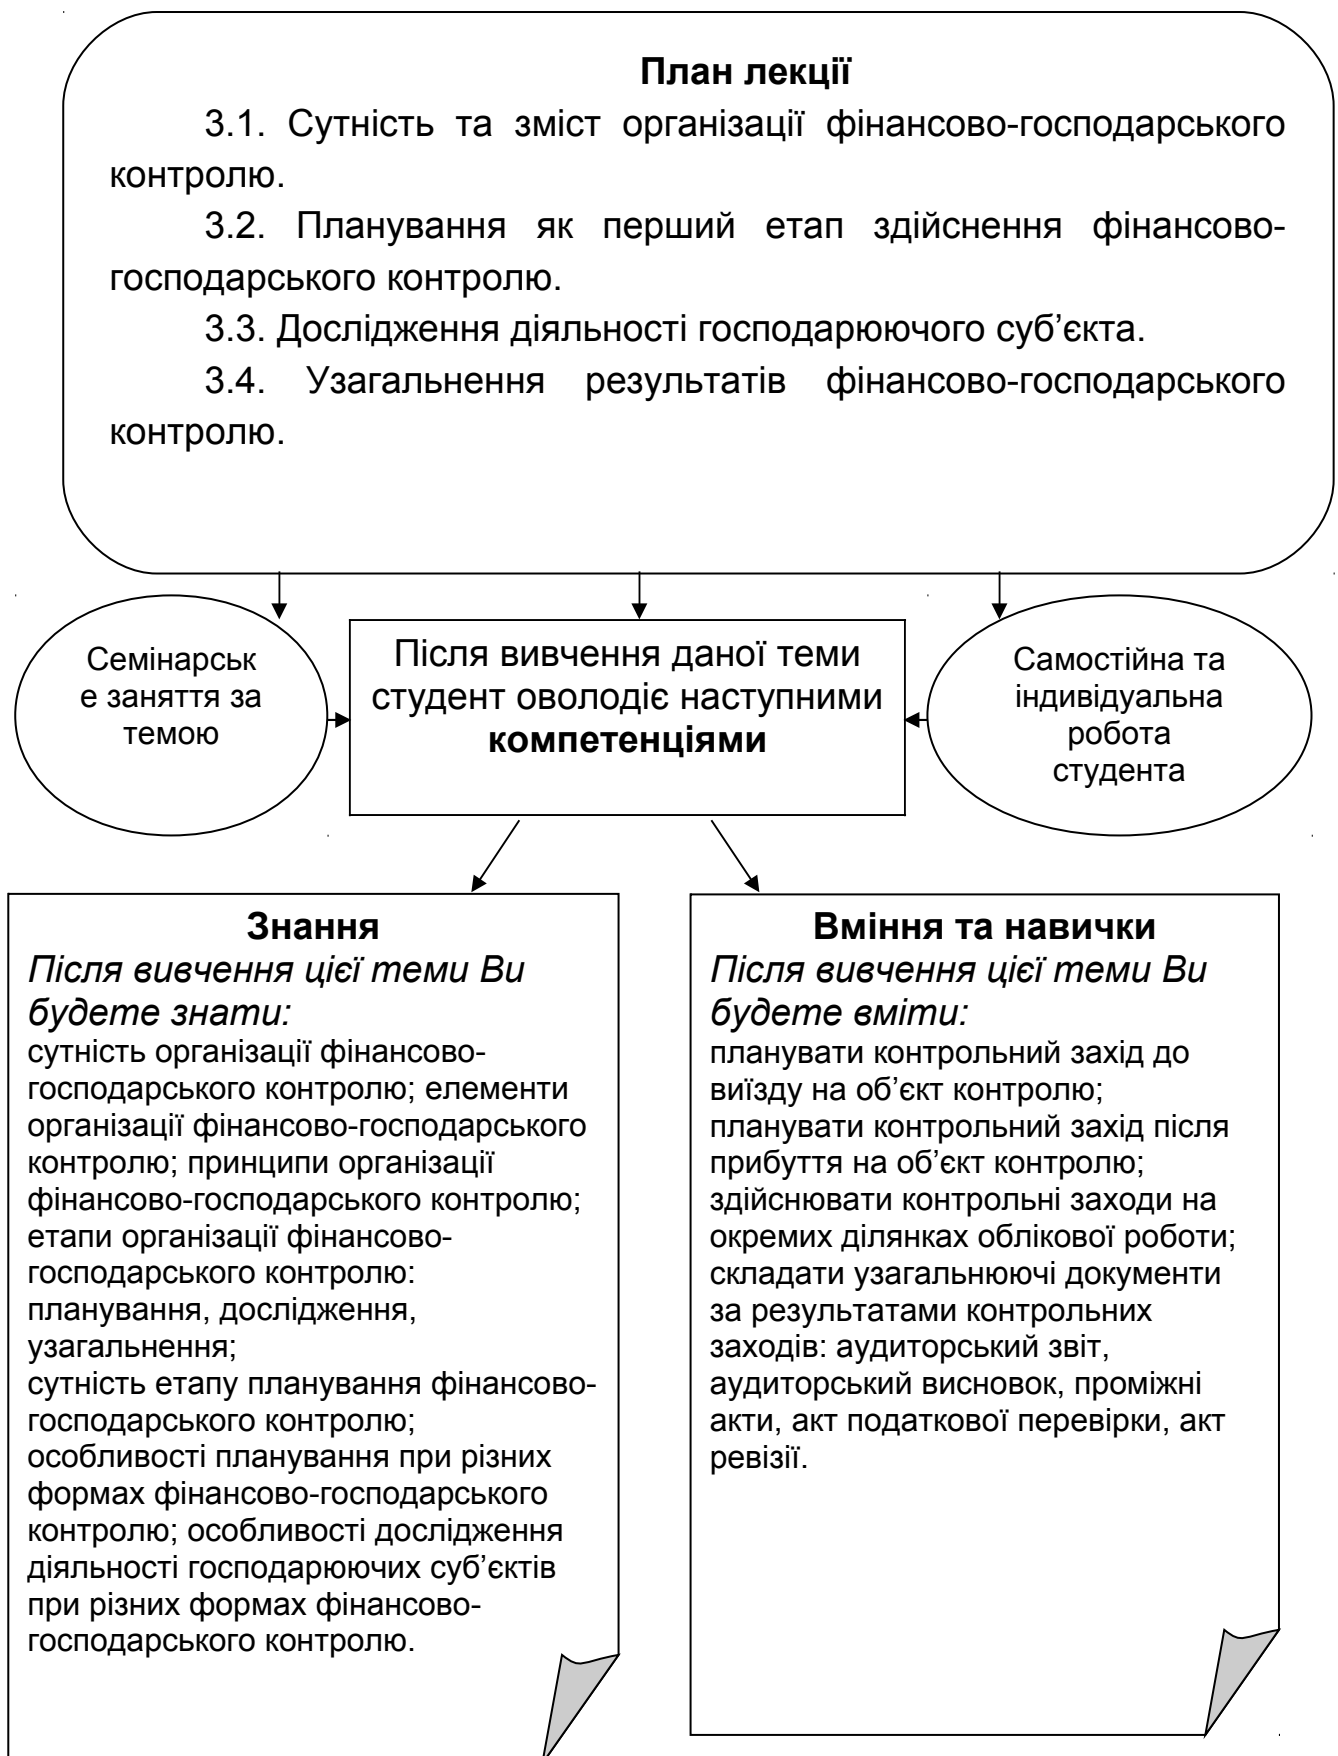 План лекції
3.1. Сутність та зміст організації фінансово-господарського
контролю.
3.2. Планування як перший етап здійснення фінансово-
господарського контролю.
3.3. Дослідження діяльності господарюючого суб’єкта.
3.4. Узагальнення результатів фінансово-господарського
контролю.
Семінарськ
е заняття за
темою
Після вивчення даної теми
студент оволодіє наступними
компетенціями
Самостійна та
індивідуальна
робота
студента
Знання
Після вивчення цієї теми Ви
будете знати:
сутність організації фінансово-
господарського контролю; елементи
організації фінансово-господарського
контролю; принципи організації
фінансово-господарського контролю;
етапи організації фінансово-
господарського контролю:
планування, дослідження,
узагальнення;
сутність етапу планування фінансово-
господарського контролю;
особливості планування при різних
формах фінансово-господарського
контролю; особливості дослідження
діяльності господарюючих суб’єктів
при різних формах фінансово-
господарського контролю.
Вміння та навички
Після вивчення цієї теми Ви
будете вміти:
планувати контрольний захід до
виїзду на об’єкт контролю;
планувати контрольний захід після
прибуття на об’єкт контролю;
здійснювати контрольні заходи на
окремих ділянках облікової роботи;
складати узагальнюючі документи
за результатами контрольних
заходів: аудиторський звіт,
аудиторський висновок, проміжні
акти, акт податкової перевірки, акт
ревізії.